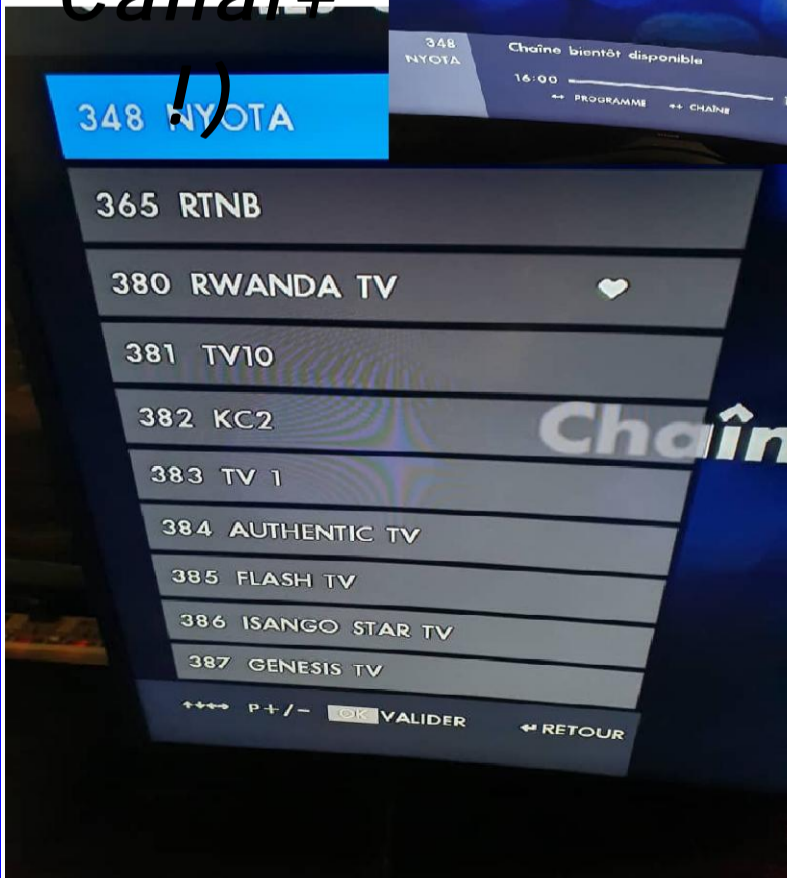 Canal+
!)
348
NYOTA
Chaîne bientôt disponible
16:00
↔ PROGRAMME ↔ CHAÎNE
348 NYOTA
365 RTNB
380 RWANDA TV
381 TV10
382 KC2
383 TV 1
384 AUTHENTIC TV
385 FLASH TV
386 ISANGO STAR TV
387 GENESIS TV
P+/- OK VALIDER
RETOUR